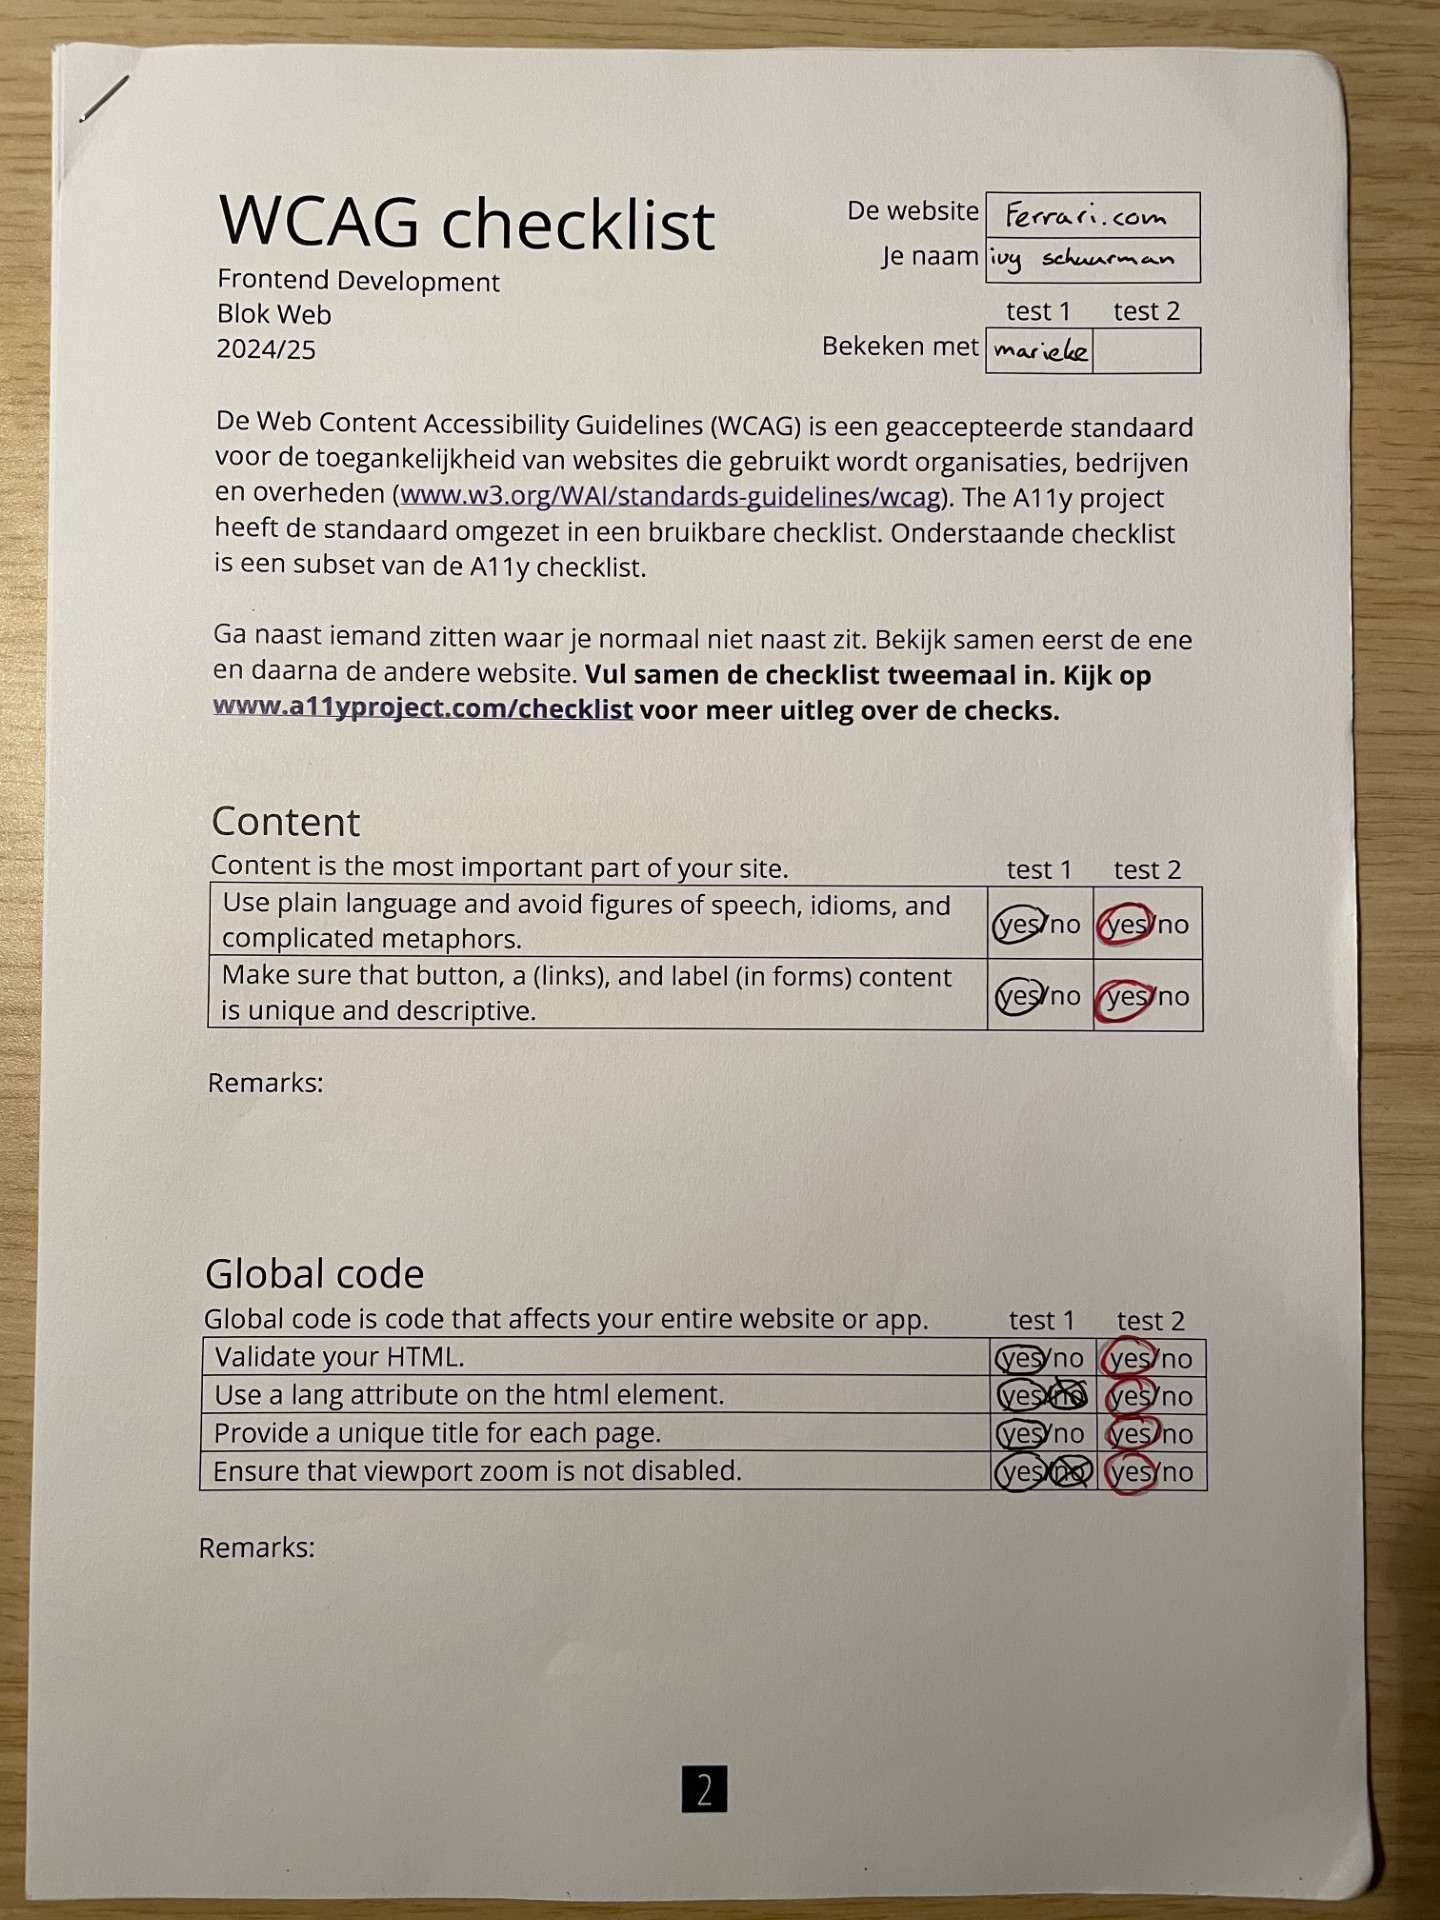 WCAG checklist
Frontend Development
Blok Web
2024/25
De website Ferrari.com
Je naam ivy schuurman
test 1 test 2
Bekeken met marieke
De Web Content Accessibility Guidelines (WCAG) is een geaccepteerde standaard
voor de toegankelijkheid van websites die gebruikt wordt organisaties, bedrijven
en overheden (www.w3.org/WAI/standards-guidelines/wcag). The A11y project
heeft de standaard omgezet in een bruikbare checklist. Onderstaande checklist
is een subset van de A11y checklist.
Ga naast iemand zitten waar je normaal niet naast zit. Bekijk samen eerst de ene
en daarna de andere website. Vul samen de checklist tweemaal in. Kijk op
www.a11yproject.com/checklist voor meer uitleg over de checks.
Content
Content is the most important part of your site. test 1 test 2
Use plain language and avoid figures of speech, idioms, and
complicated metaphors. yes/no yes/no
Make sure that button, a (links), and label (in forms) content
is unique and descriptive. yes/no yes/no
Remarks:
Global code
Global code is code that affects your entire website or app. test 1 test 2
Validate your HTML. yes/no yes/no
Use a lang attribute on the html element. yes/no yes/no
Provide a unique title for each page. yes/no yes/no
Ensure that viewport zoom is not disabled. yes/no yes/no
Remarks:
2